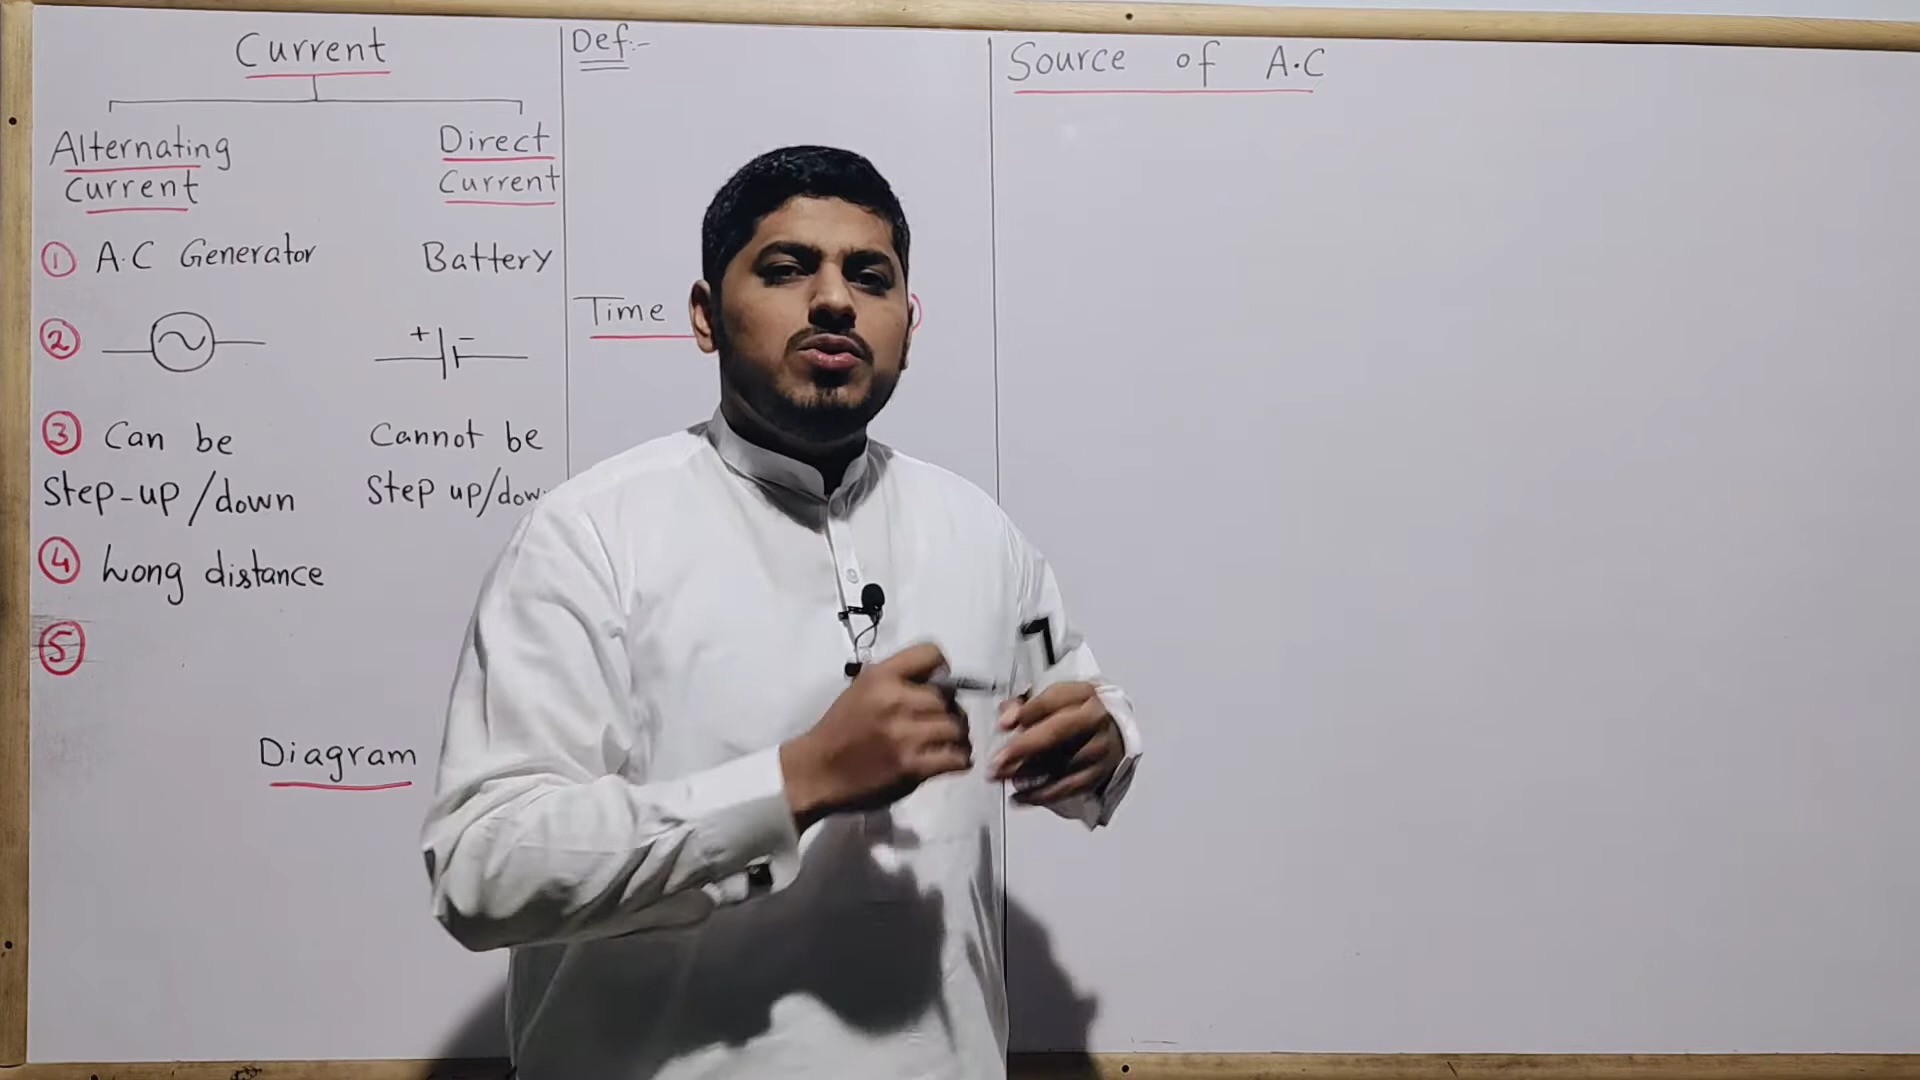 Current
Alternating
Current
Direct
Current
① A.C Generator Battery
② + -
③ Can be Cannot be
Step-up/down Step up/down
④ Long distance
⑤
Diagram
Def:-
Time
Source of A.C